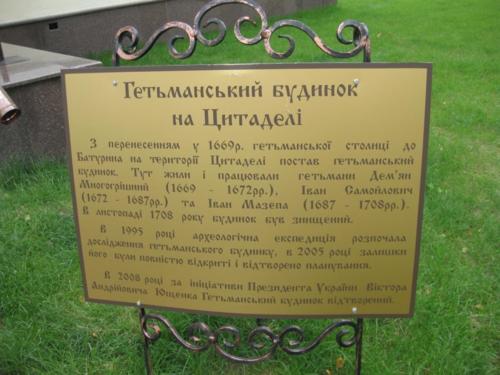 Гетьманський будинок
на Цитаделі
З перенесенням у 1669р. гетьманської столиці до
Батурина на території Цитаделі постав гетьманський
будинок. Тут жили і працювали гетьмани Дем'ян
Многогрішний (1669 - 1672рр.), Іван Самойлович
(1672 - 1687рр.) та Іван Мазепа (1687 - 1708рр.).
В листопаді 1708 року будинок був знищений.
В 1995 році археологічна експедиція розпочала
дослідження гетьманського будинку, в 2005 році залишки
його були повністю відкриті і відтворено планування.
В 2008 році за ініціативи Президента України Віктора
Андрійовича Ющенка Гетьманський будинок відтворений.